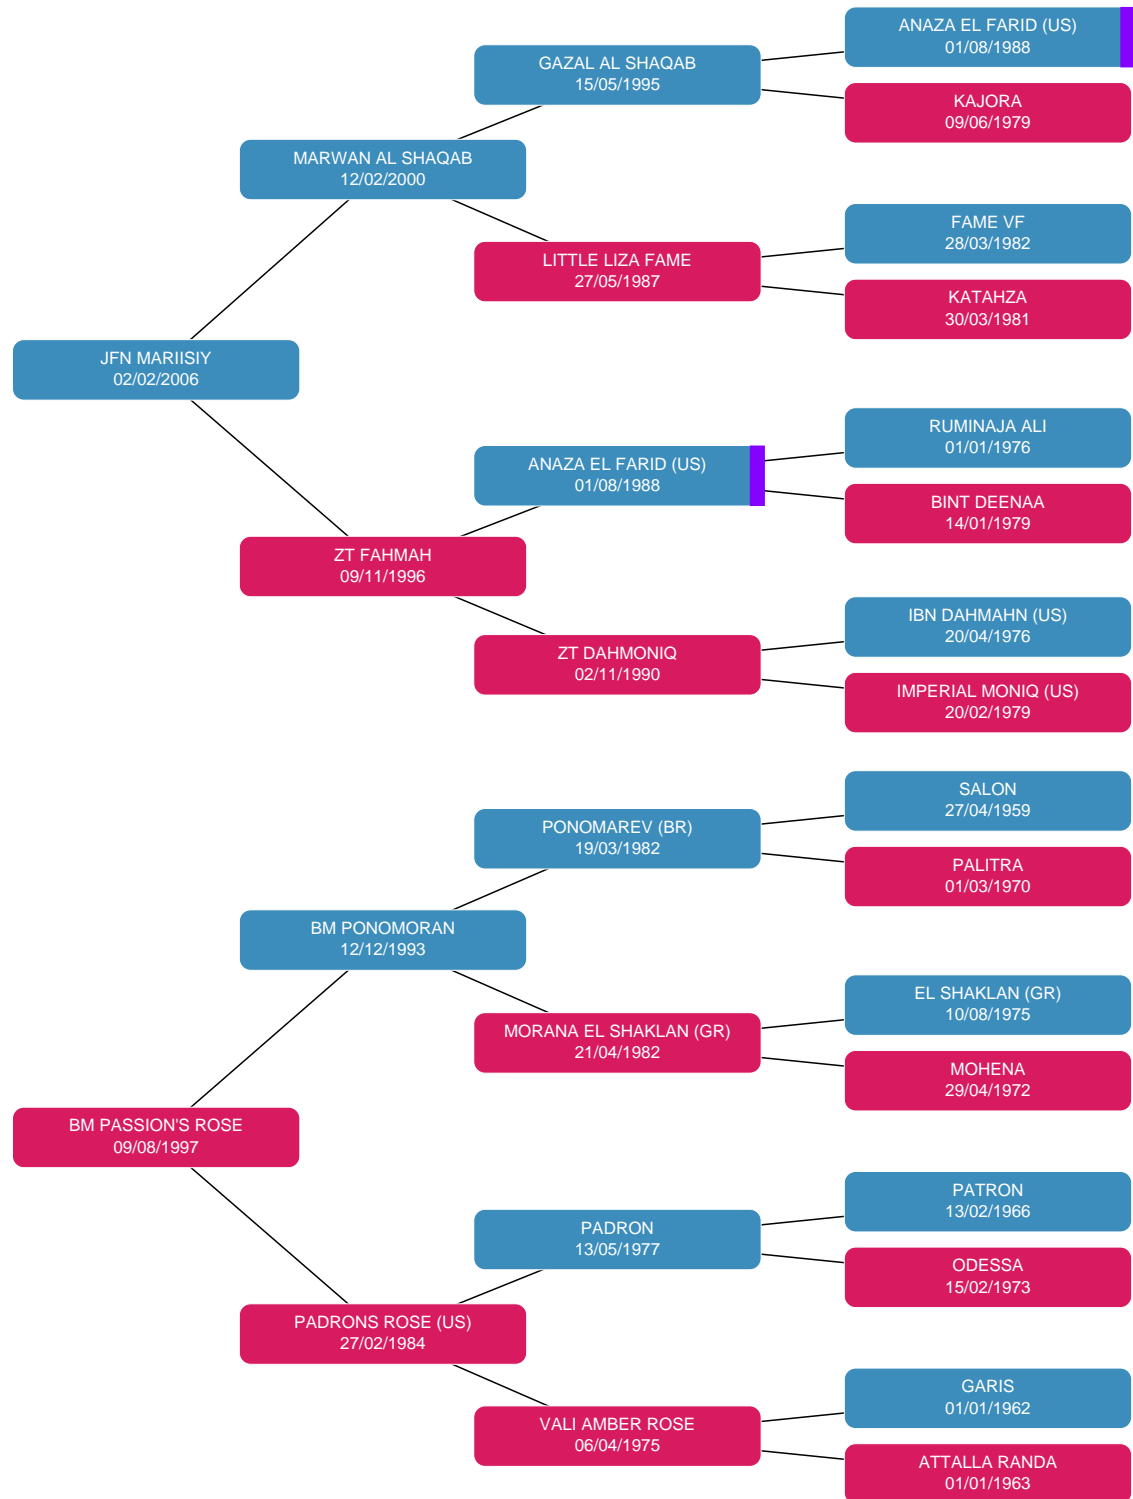 ANAZA EL FARID (US)
01/08/1988
GAZAL AL SHAQAB
15/05/1995
KAJORA
09/06/1979
MARWAN AL SHAQAB
12/02/2000
FAME VF
28/03/1982
LITTLE LIZA FAME
27/05/1987
KATAHZA
30/03/1981
JFN MARIISIY
02/02/2006
RUMINAJA ALI
01/01/1976
ANAZA EL FARID (US)
01/08/1988
BINT DEENAA
14/01/1979
ZT FAHMAH
09/11/1996
IBN DAHMAHN (US)
20/04/1976
ZT DAHMONIQ
02/11/1990
IMPERIAL MONIQ (US)
20/02/1979
SALON
27/04/1959
PONOMAREV (BR)
19/03/1982
PALITRA
01/03/1970
BM PONOMORAN
12/12/1993
EL SHAKLAN (GR)
10/08/1975
MORANA EL SHAKLAN (GR)
21/04/1982
MOHENA
29/04/1972
BM PASSION'S ROSE
09/08/1997
PATRON
13/02/1966
PADRON
13/05/1977
ODESSA
15/02/1973
PADRONS ROSE (US)
27/02/1984
GARIS
01/01/1962
VALI AMBER ROSE
06/04/1975
ATTALLA RANDA
01/01/1963